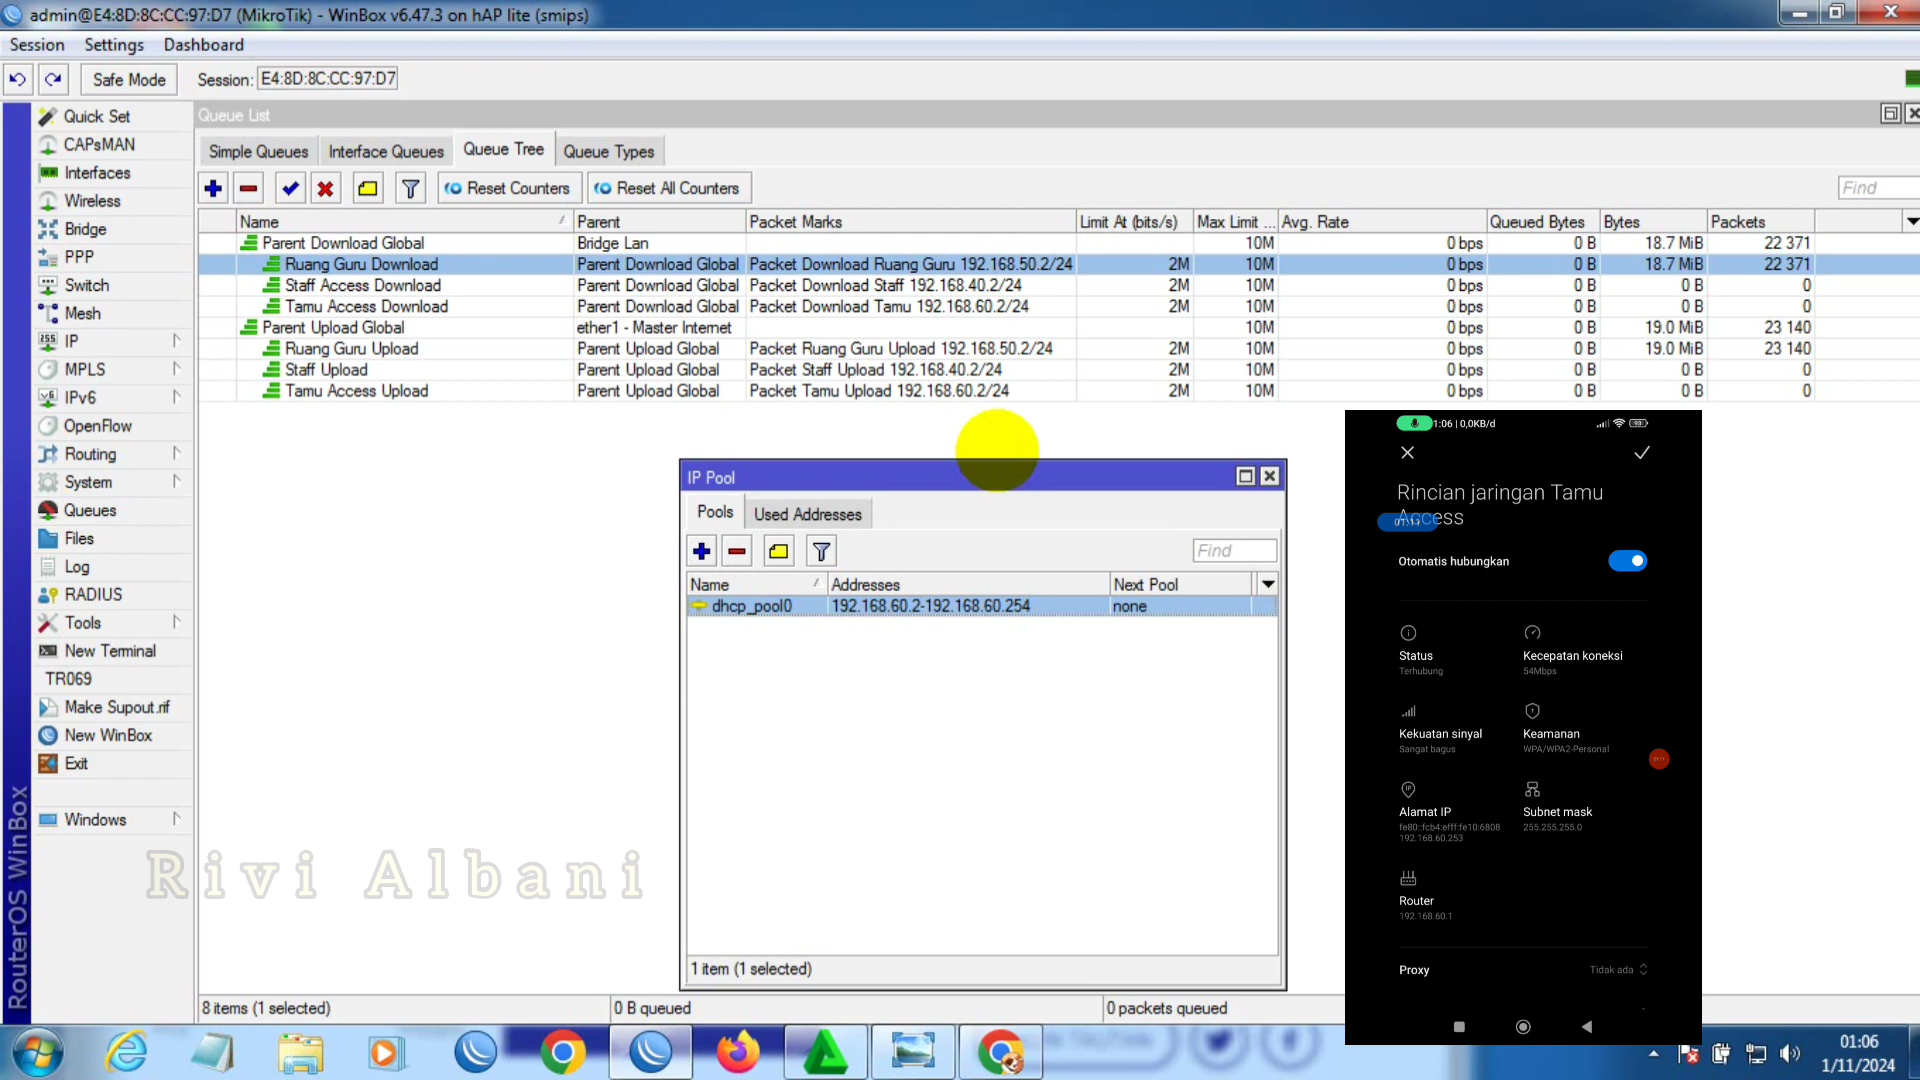 admin@E4:8D:8C:CC:97:D7 (MikroTik) - WinBox v6.47.3 on hAP lite (smips)
Session Settings Dashboard
Safe Mode Session: E4:8D:8C:CC:97:D7
Quick Set
CAPsMAN
Interfaces
Wireless
Bridge
PPP
Switch
Mesh
IP
MPLS
IPv6
OpenFlow
Routing
System
Queues
Files
Log
RADIUS
Tools
New Terminal
TR069
Make Supout.rif
New WinBox
Exit
Windows
RouterOS WinBox
Queue List
Simple Queues Interface Queues Queue Tree Queue Types
Reset Counters Reset All Counters Find
Name Parent Packet Marks Limit At (bits/s) Max Limit ... Avg. Rate Queued Bytes Bytes Packets
Parent Download Global Bridge Lan 10M 0 bps 0 B 18.7 MiB 22 371
Ruang Guru Download Parent Download Global Packet Download Ruang Guru 192.168.50.2/24 2M 10M 0 bps 0 B 18.7 MiB 22 371
Staff Access Download Parent Download Global Packet Download Staff 192.168.40.2/24 2M 10M 0 bps 0 B 0 B 0
Tamu Access Download Parent Download Global Packet Download Tamu 192.168.60.2/24 2M 10M 0 bps 0 B 0 B 0
Parent Upload Global ether1 - Master Internet 10M 0 bps 0 B 19.0 MiB 23 140
Ruang Guru Upload Parent Upload Global Packet Ruang Guru Upload 192.168.50.2/24 2M 10M 0 bps 0 B 19.0 MiB 23 140
Staff Upload Parent Upload Global Packet Staff Upload 192.168.40.2/24 2M 10M 0 bps 0 B 0 B 0
Tamu Access Upload Parent Upload Global Packet Tamu Upload 192.168.60.2/24 2M 10M 0 bps 0 B 0 B 0
IP Pool
Pools Used Addresses
Find
Name Addresses Next Pool
dhcp_pool0 192.168.60.2-192.168.60.254 none
1 item (1 selected)
8 items (1 selected) 0 B queued 0 packets queued
Rivi Albani
1:06 | 0,0KB/d 93
Rincian jaringan Tamu
Access
Otomatis hubungkan
Status Kecepatan koneksi
Terhubung 54Mbps
Kekuatan sinyal Keamanan
Sangat bagus WPA/WPA2-Personal
Alamat IP Subnet mask
fe80::fcb4:efff:fe10:6808 255.255.255.0
192.168.60.253
Router
192.168.60.1
Proxy Tidak ada
01:06
1/11/2024